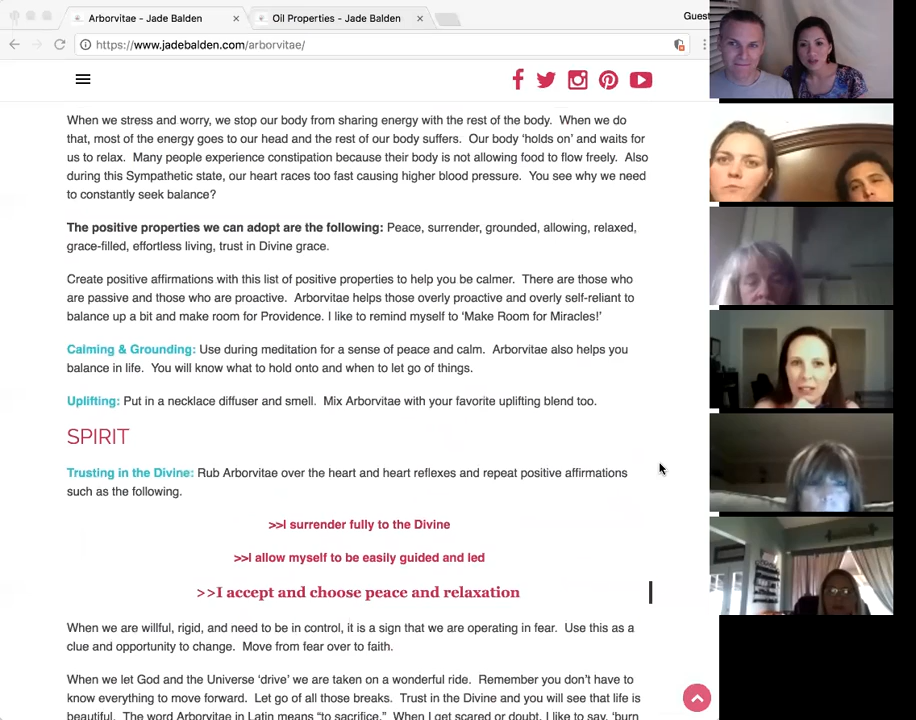 Arborvitae - Jade Balden
Oil Properties - Jade Balden
Guest
https://www.jadebalden.com/arborvitae/
When we stress and worry, we stop our body from sharing energy with the rest of the body.  When we do
that, most of the energy goes to our head and the rest of our body suffers.  Our body ‘holds on’ and waits for
us to relax.  Many people experience constipation because their body is not allowing food to flow freely.  Also
during this Sympathetic state, our heart races too fast causing higher blood pressure.  You see why we need
to constantly seek balance?
The positive properties we can adopt are the following: Peace, surrender, grounded, allowing, relaxed,
grace-filled, effortless living, trust in Divine grace.
Create positive affirmations with this list of positive properties to help you be calmer.  There are those who
are passive and those who are proactive.  Arborvitae helps those overly proactive and overly self-reliant to
balance up a bit and make room for Providence. I like to remind myself to ‘Make Room for Miracles!’
Calming & Grounding: Use during meditation for a sense of peace and calm.  Arborvitae also helps you
balance in life.  You will know what to hold onto and when to let go of things.
Uplifting: Put in a necklace diffuser and smell.  Mix Arborvitae with your favorite uplifting blend too.
SPIRIT
Trusting in the Divine: Rub Arborvitae over the heart and heart reflexes and repeat positive affirmations
such as the following.
>>I surrender fully to the Divine
>>I allow myself to be easily guided and led
>>I accept and choose peace and relaxation
When we are willful, rigid, and need to be in control, it is a sign that we are operating in fear.  Use this as a
clue and opportunity to change.  Move from fear over to faith.
When we let God and the Universe ‘drive’ we are taken on a wonderful ride.  Remember you don’t have to
know everything to move forward.  Let go of all those breaks.  Trust in the Divine and you will see that life is
beautiful.  The word Arborvitae in Latin means “to sacrifice.”  When I get scared or doubt, I like to say, ‘burn